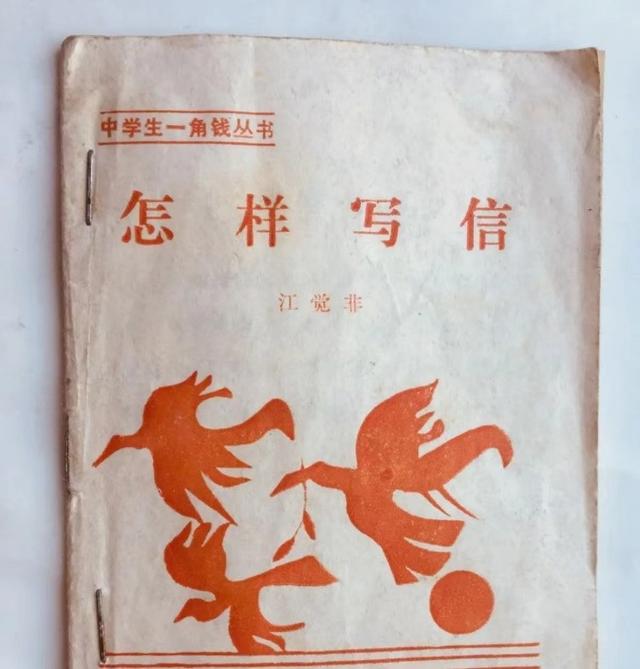 中学生一角钱丛书
怎样写信
江觉非